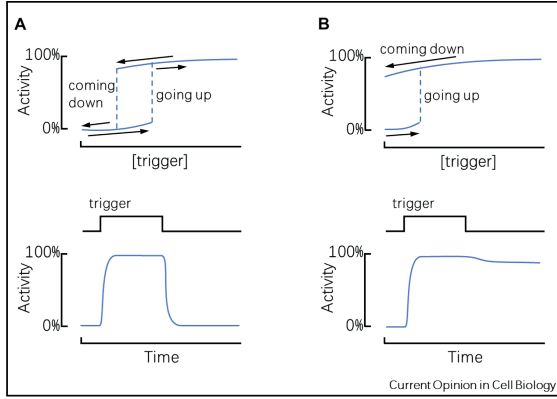 A
100%
Activity
0%
coming
down
going up
[trigger]
trigger
100%
Activity
0%
Time
B
100%
Activity
0%
coming down
going up
[trigger]
trigger
100%
Activity
0%
Time
Current Opinion in Cell Biology